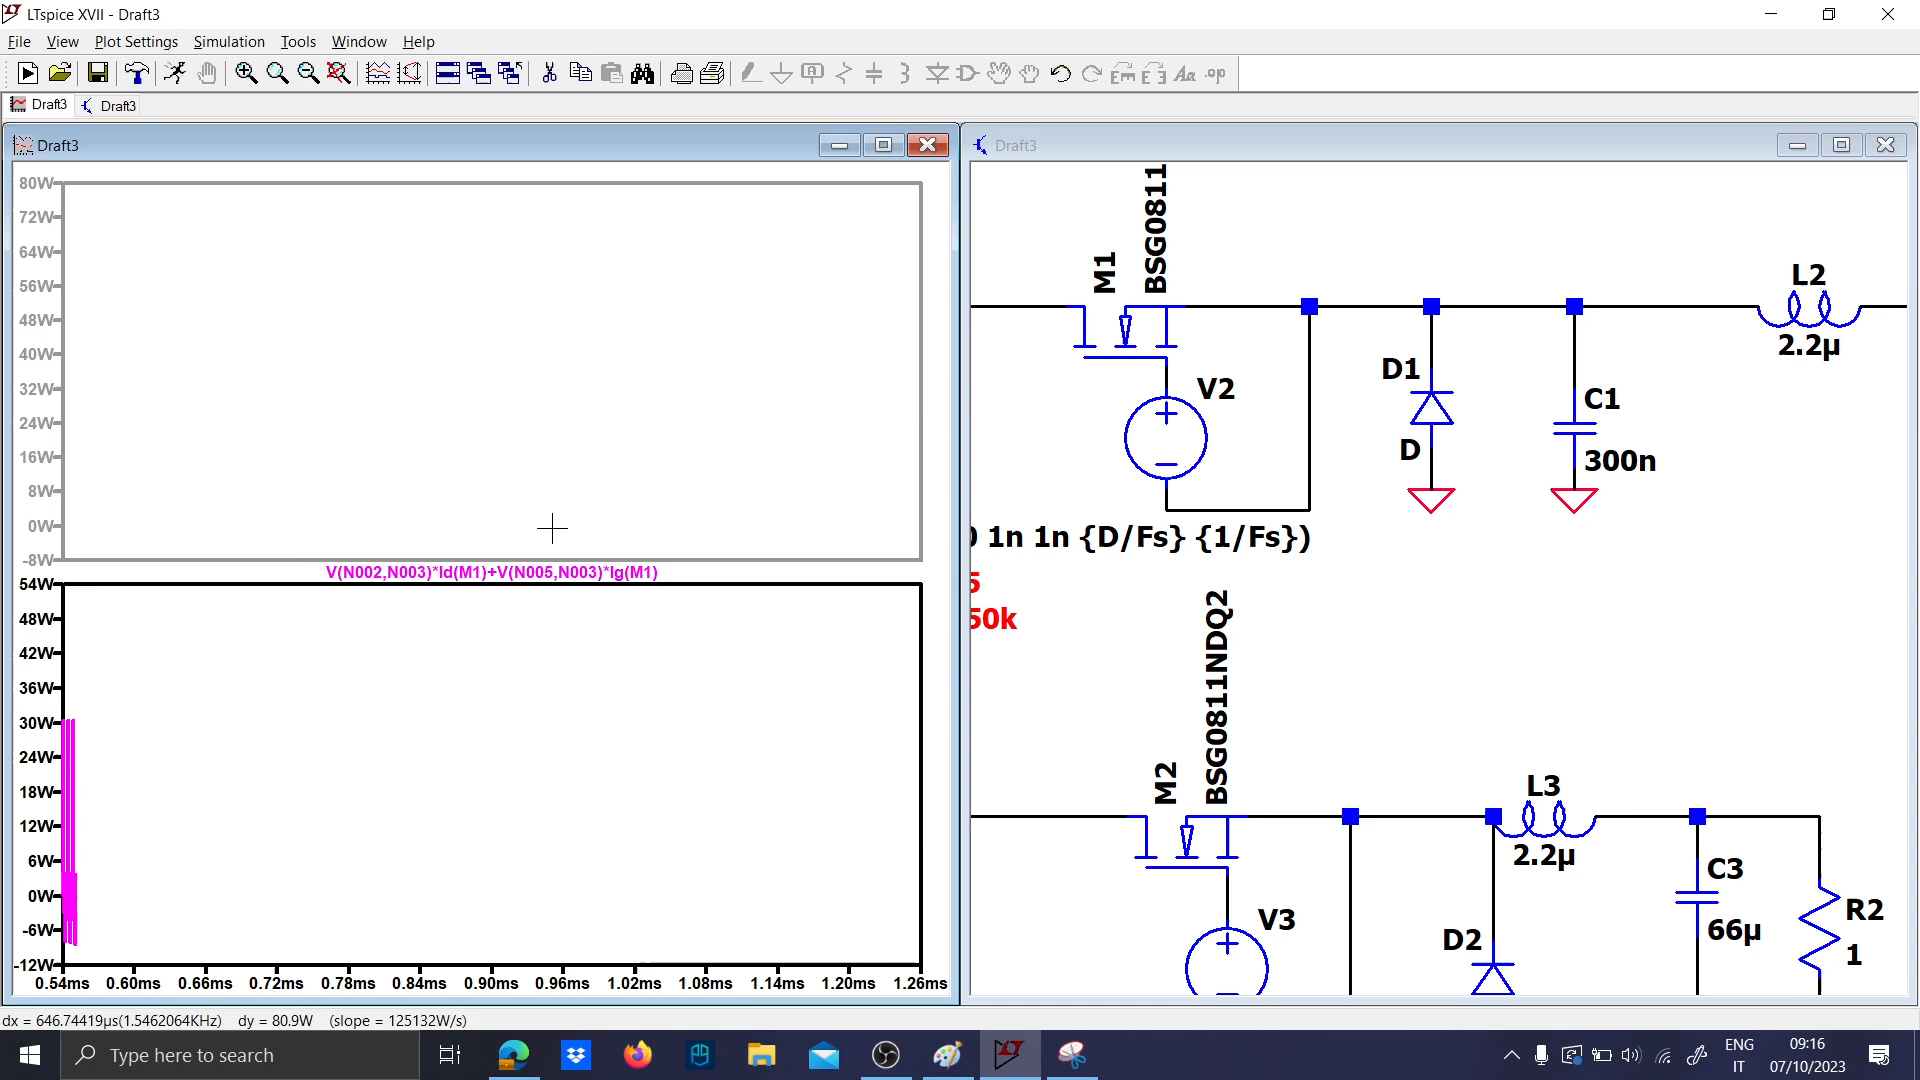 LTspice XVII - Draft3
File View Plot Settings Simulation Tools Window Help
Draft3 Draft3
Draft3
80W
72W
64W
56W
48W
40W
32W
24W
16W
8W
0W
-8W
V(N002,N003)*Id(M1)+V(N005,N003)*Ig(M1)
54W
48W
42W
36W
30W
24W
18W
12W
6W
0W
-6W
-12W
0.54ms 0.60ms 0.66ms 0.72ms 0.78ms 0.84ms 0.90ms 0.96ms 1.02ms 1.08ms 1.14ms 1.20ms 1.26ms
Draft3
M1
BSG0811
L2
2.2µ
V2
D1
D
C1
300n
) 1n 1n {D/Fs} {1/Fs})
5
50k
M2
BSG0811NDQ2
L3
2.2µ
V3
D2
C3
66µ
R2
1
dx = 646.74419µs(1.5462064KHz) dy = 80.9W (slope = 125132W/s)
Type here to search
ENG
IT
09:16
07/10/2023